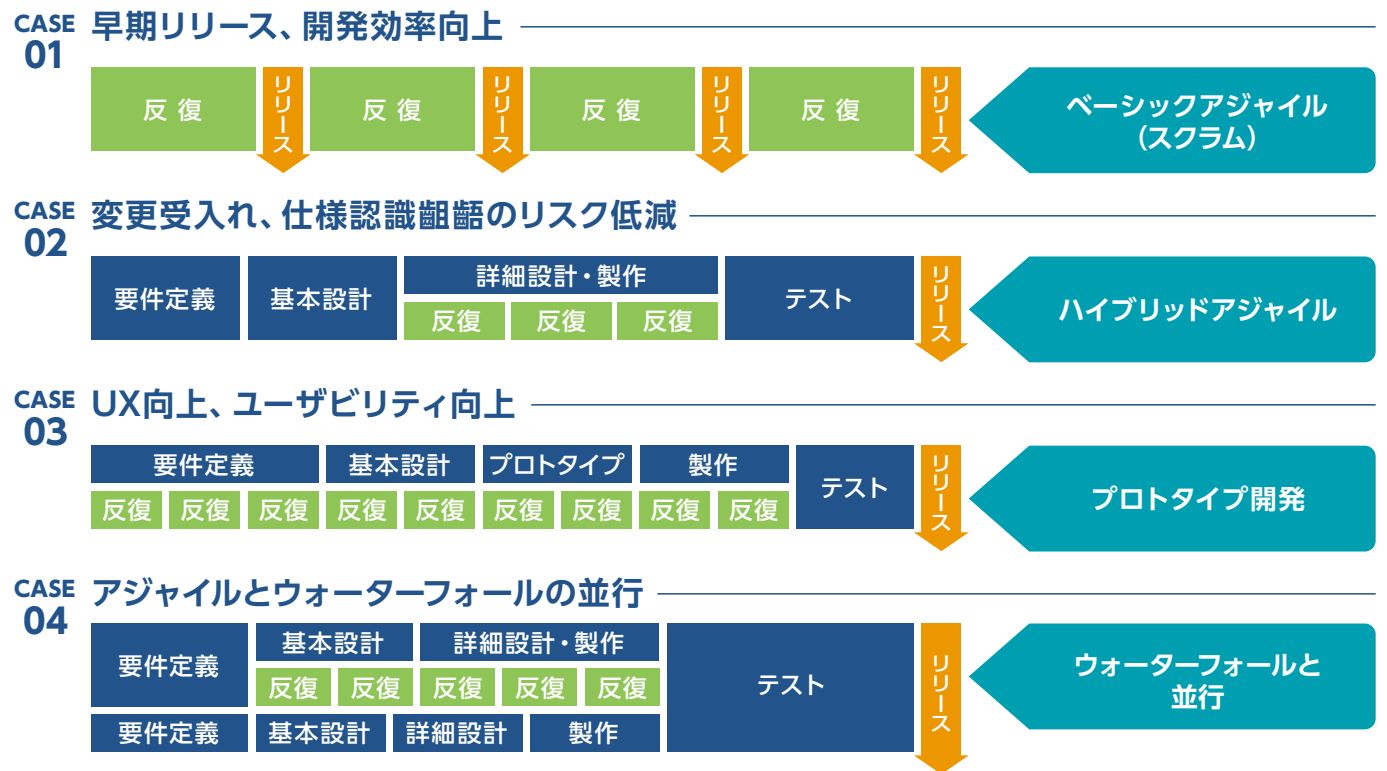 CASE 01 早期リリース、開発効率向上
反復
リリース
反復
リリース
反復
リリース
反復
リリース
ベーシックアジャイル
(スクラム)
CASE 02 変更受入れ、仕様認識齟齬のリスク低減
要件定義
基本設計
詳細設計・製作
反復 反復 反復
テスト
リリース
ハイブリッドアジャイル
CASE 03 UX向上、ユーザビリティ向上
要件定義 基本設計 プロトタイプ 製作
反復 反復 反復 反復 反復 反復 反復 反復 反復
テスト
リリース
プロトタイプ開発
CASE 04 アジャイルとウォーターフォールの並行
要件定義
基本設計 詳細設計・製作
反復 反復 反復 反復 反復
要件定義 基本設計 詳細設計 製作
テスト
リリース
ウォーターフォールと
並行